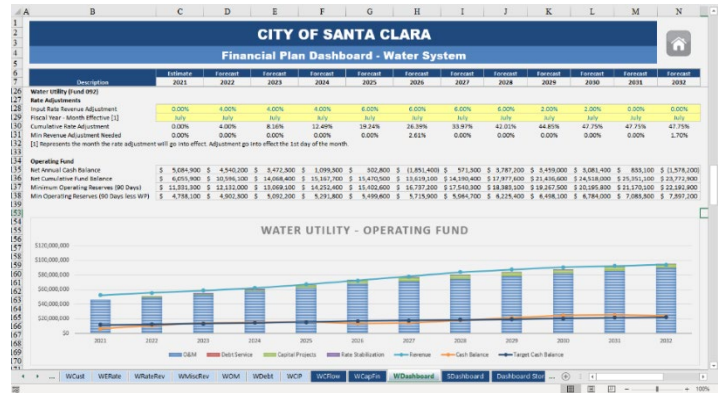 A B C D E F G H I J K L M N
CITY OF SANTA CLARA
Financial Plan Dashboard - Water System
Estimate Forecast Forecast Forecast Forecast Forecast Forecast Forecast Forecast Forecast Forecast Forecast
Description 2021 2022 2023 2024 2025 2026 2027 2028 2029 2030 2031 2032
Water Utility (Fund 092)
Rate Adjustments
Input Rate Revenue Adjustment 0.00% 4.00% 4.00% 4.00% 6.00% 6.00% 6.00% 6.00% 2.00% 2.00% 0.00% 0.00%
Fiscal Year - Month Effective [1] July July July July July July July July July July July July
Cumulative Rate Adjustment 0.00% 4.00% 8.16% 12.49% 19.24% 26.39% 33.97% 42.01% 44.85% 47.75% 47.75% 47.75%
Min Revenue Adjustment Needed 0.00% 0.00% 0.00% 0.00% 0.00% 2.61% 0.00% 0.00% 0.00% 0.00% 0.00% 1.70%
[1] Represents the month the rate adjustment will go into effect. Adjustment go into effect the 1st day of the month.
Operating Fund
Net Annual Cash Balance $ 5,084,900 $ 4,540,200 $ 3,472,500 $ 1,099,300 $ 302,800 $ (1,851,400) $ 571,300 $ 3,787,200 $ 3,459,000 $ 3,081,400 $ 833,100 $ (1,578,200)
Net Cumulative Fund Balance $ 6,055,900 $ 10,596,100 $ 14,068,400 $ 15,167,700 $ 15,470,500 $ 13,619,100 $ 14,190,400 $ 17,977,600 $ 21,436,600 $ 24,518,000 $ 25,351,100 $ 23,772,900
Minimum Operating Reserves (90 Days) $ 11,331,300 $ 12,132,000 $ 13,069,100 $ 14,252,400 $ 15,402,600 $ 16,737,200 $ 17,540,300 $ 18,383,100 $ 19,267,500 $ 20,195,800 $ 21,170,100 $ 22,192,900
Min Operating Reserves (90 Days less WP) $ 4,738,100 $ 4,902,800 $ 5,092,200 $ 5,291,800 $ 5,499,600 $ 5,715,900 $ 5,964,700 $ 6,225,400 $ 6,498,100 $ 6,784,000 $ 7,083,500 $ 7,397,200
WATER UTILITY - OPERATING FUND
$120,000,000
$100,000,000
$80,000,000
$60,000,000
$40,000,000
$20,000,000
$0
2021 2022 2023 2024 2025 2026 2027 2028 2029 2030 2031 2032
O&M Debt Service Capital Projects Rate Stabilization Revenue Cash Balance Target Cash Balance
... WCust WERate WRateRev WMiscRev WOM WDebt WCIP WCFlow WCapFin WDashboard SDashboard Dashboard Stor ...
100%